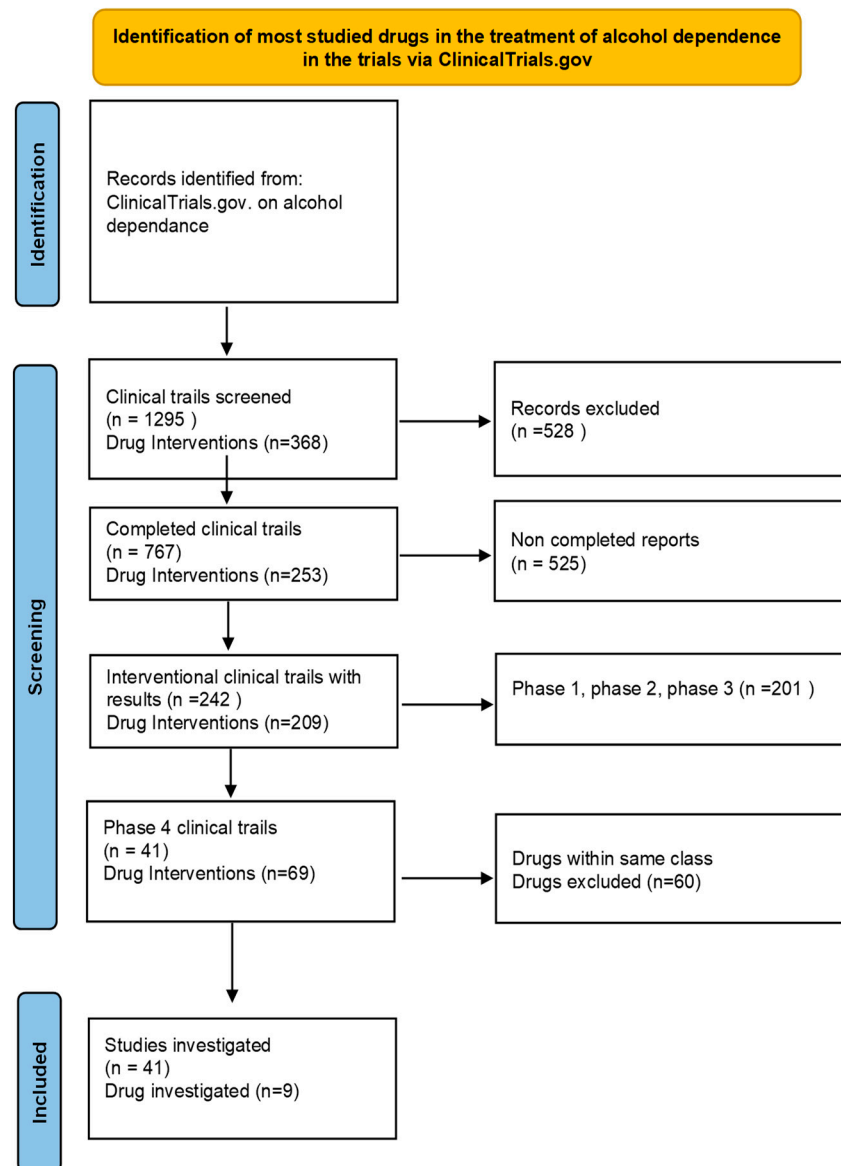 Identification of most studied drugs in the treatment of alcohol dependence
in the trials via ClinicalTrials.gov
Identification
Records identified from:
ClinicalTrials.gov. on alcohol
dependance
Screening
Clinical trails screened
(n = 1295 )
Drug Interventions (n=368)
Records excluded
(n =528 )
Completed clinical trails
(n = 767)
Drug Interventions (n=253)
Non completed reports
(n = 525)
Interventional clinical trails with
results (n =242 )
Drug Interventions (n=209)
Phase 1, phase 2, phase 3 (n =201 )
Phase 4 clinical trails
(n = 41)
Drug Interventions (n=69)
Drugs within same class
Drugs excluded (n=60)
Included
Studies investigated
(n = 41)
Drug investigated (n=9)